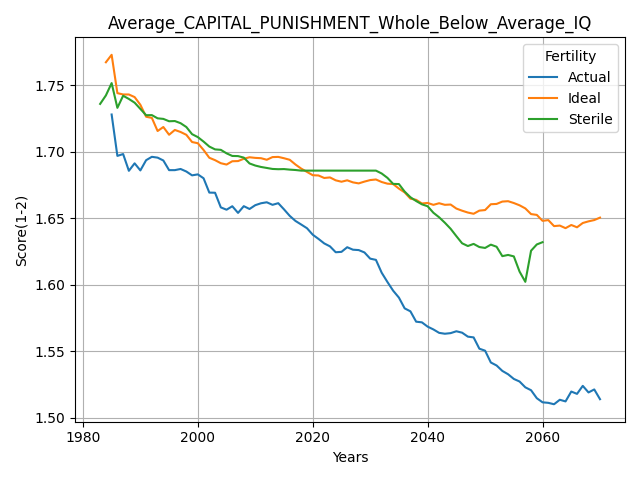 Average_CAPITAL_PUNISHMENT_Whole_Below_Average_IQ
Fertility
Actual
Ideal
Sterile
Score(1-2)
1.75
1.70
1.65
1.60
1.55
1.50
1980
2000
2020
2040
2060
Years